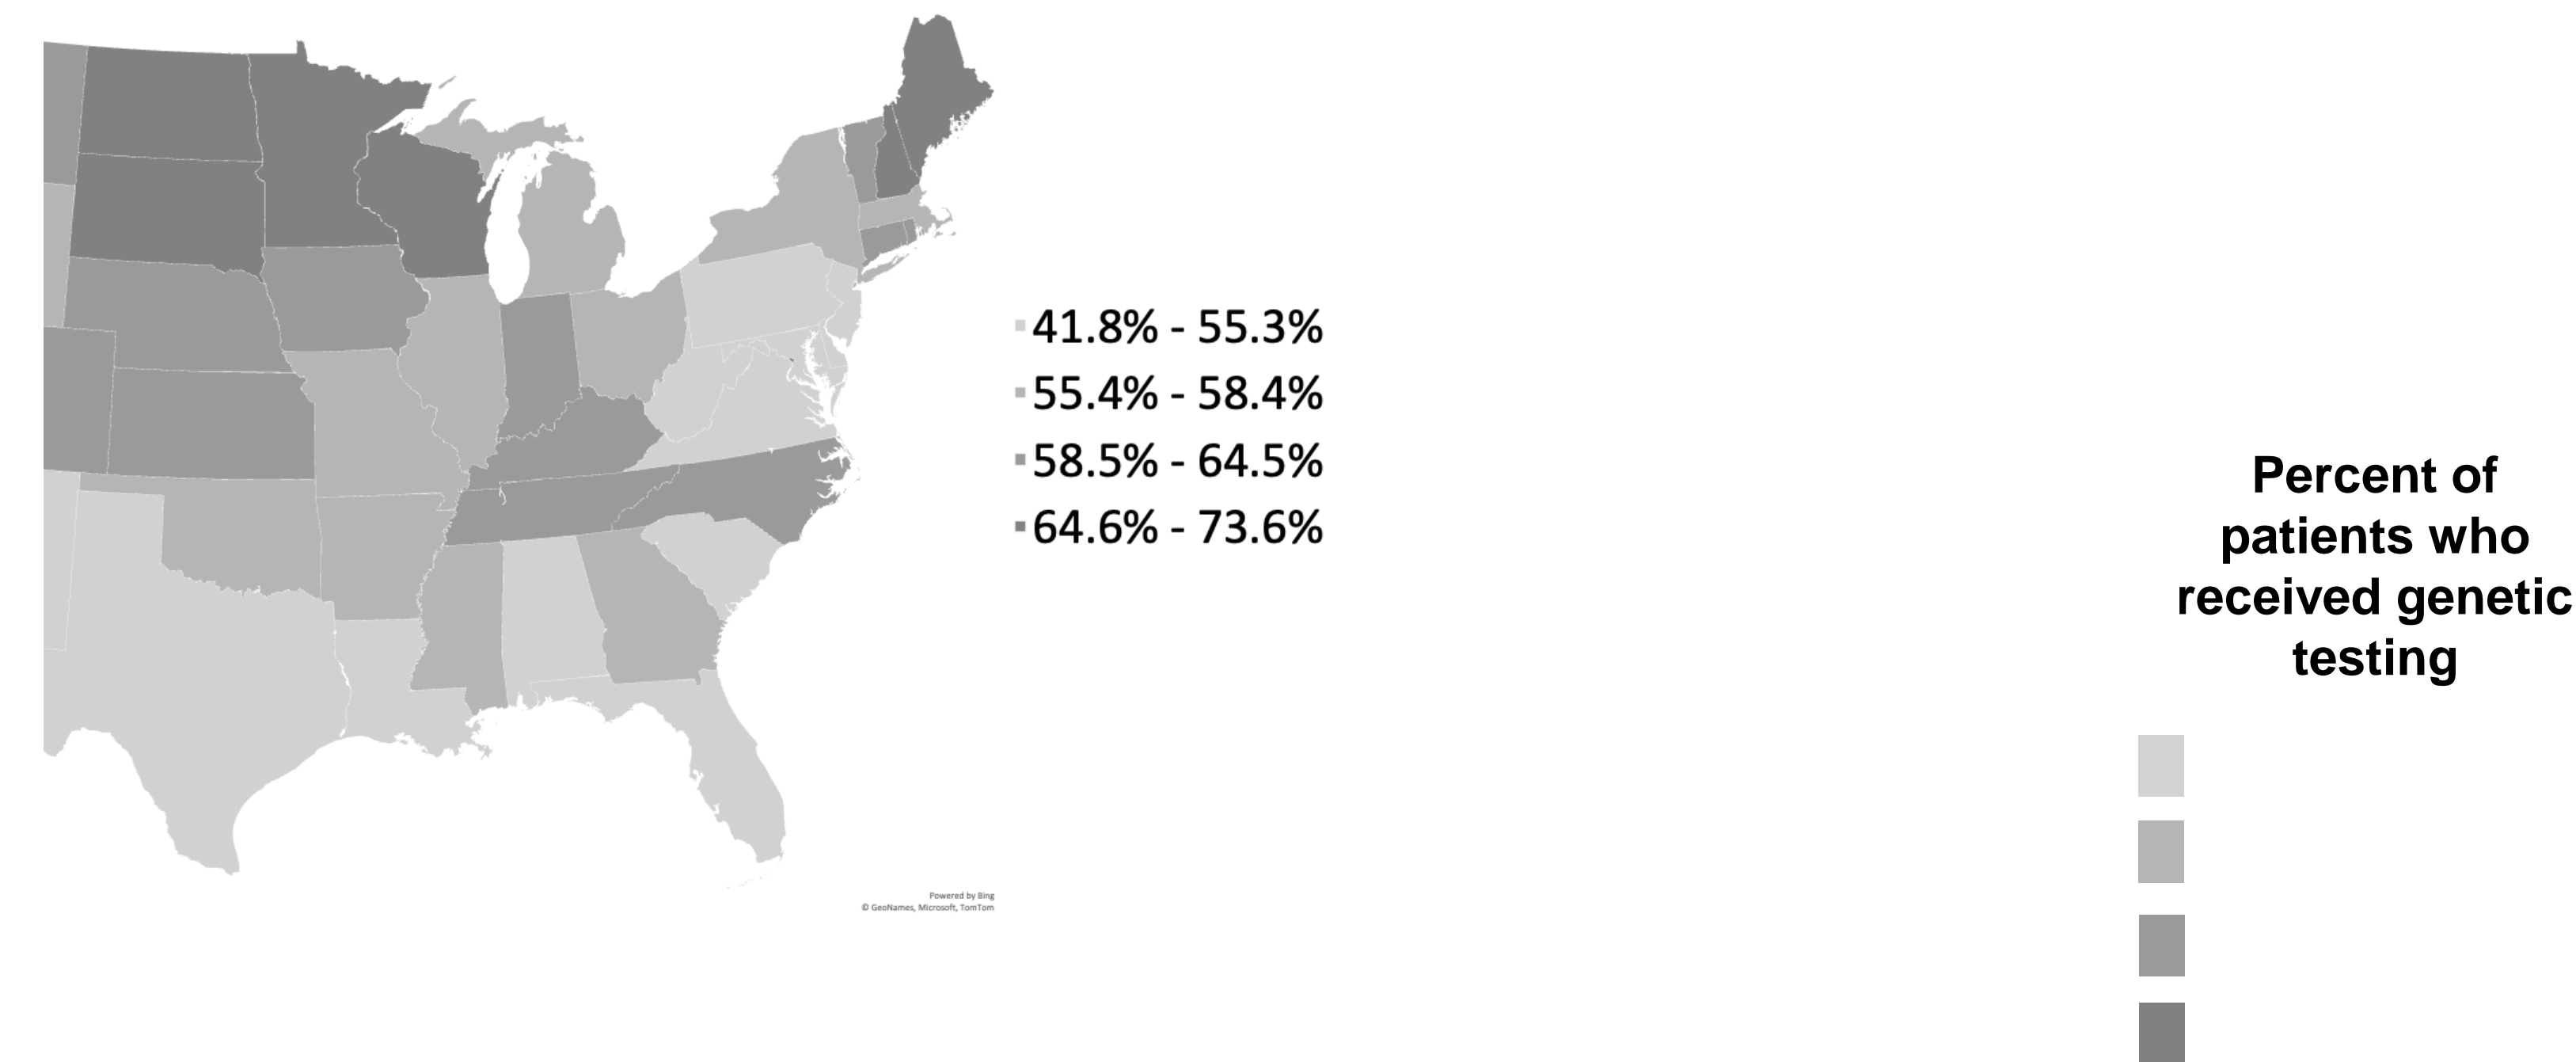 41.8% - 55.3%
55.4% - 58.4%
58.5% - 64.5%
64.6% - 73.6%
Percent of
patients who
received genetic
testing
Powered by Bing
© GeoNames, Microsoft, TomTom